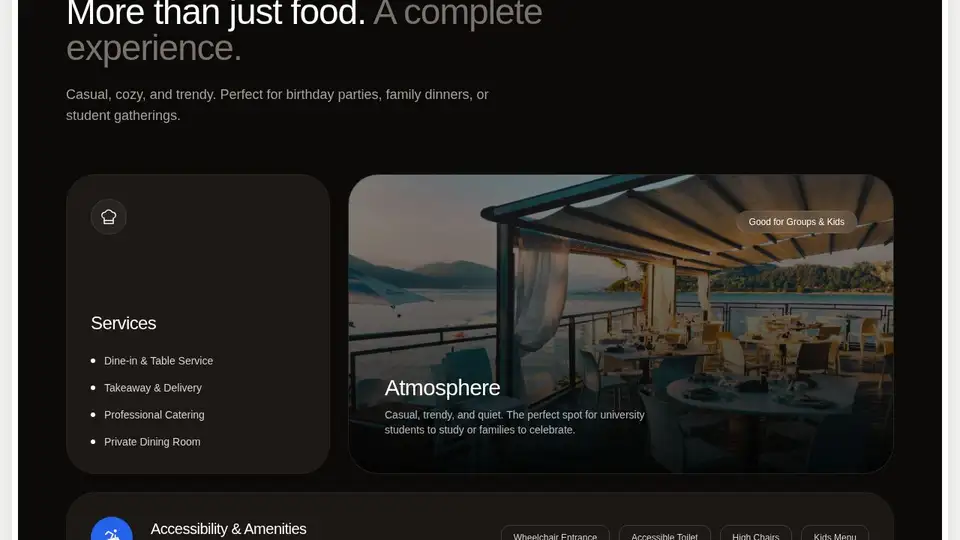 More than just food. A complete
experience.
Casual, cozy, and trendy. Perfect for birthday parties, family dinners, or
student gatherings.
Good for Groups & Kids
Services
Dine-in & Table Service
Takeaway & Delivery
Professional Catering
Private Dining Room
Atmosphere
Casual, trendy, and quiet. The perfect spot for university
students to study or families to celebrate.
Accessibility & Amenities
Wheelchair Entrance
Accessible Toilet
High Chairs
Kids Menu